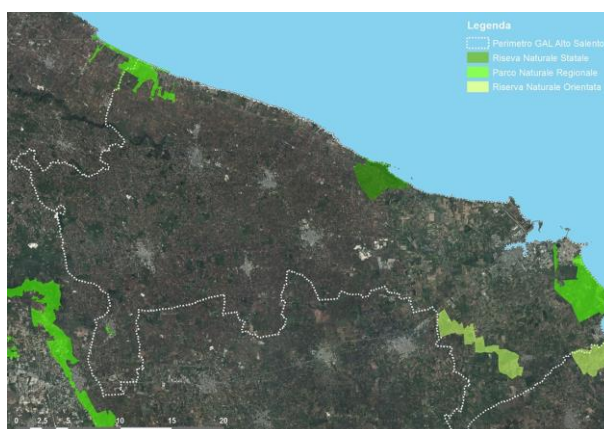 Legenda
Perimetro GAL Alto Salento
Riseva Naturale Statale
Parco Naturale Regionale
Riserva Naturale Orientata
0 2,5 5 10 15 20